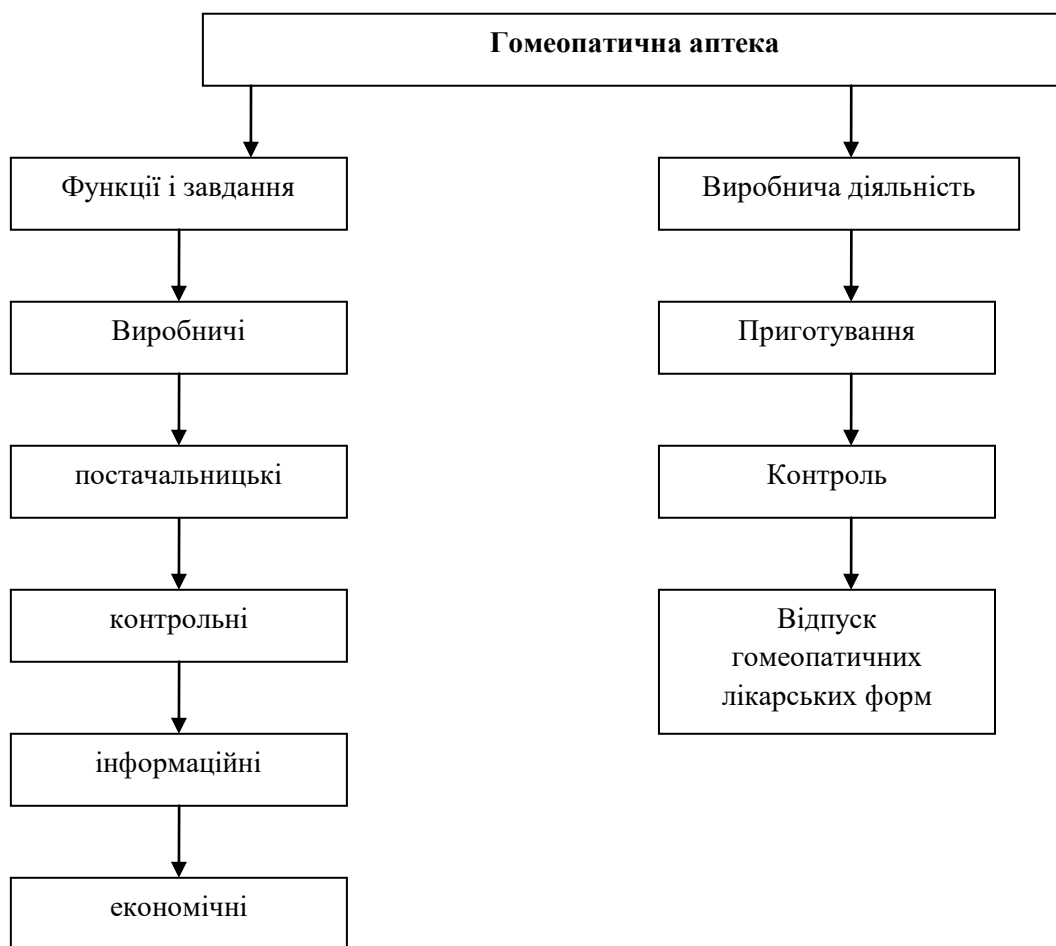 Гомеопатична аптека
Функції і завдання
Виробничі
постачальницькі
контрольні
інформаційні
економічні
Виробнича діяльність
Приготування
Контроль
Відпуск
гомеопатичних
лікарських форм